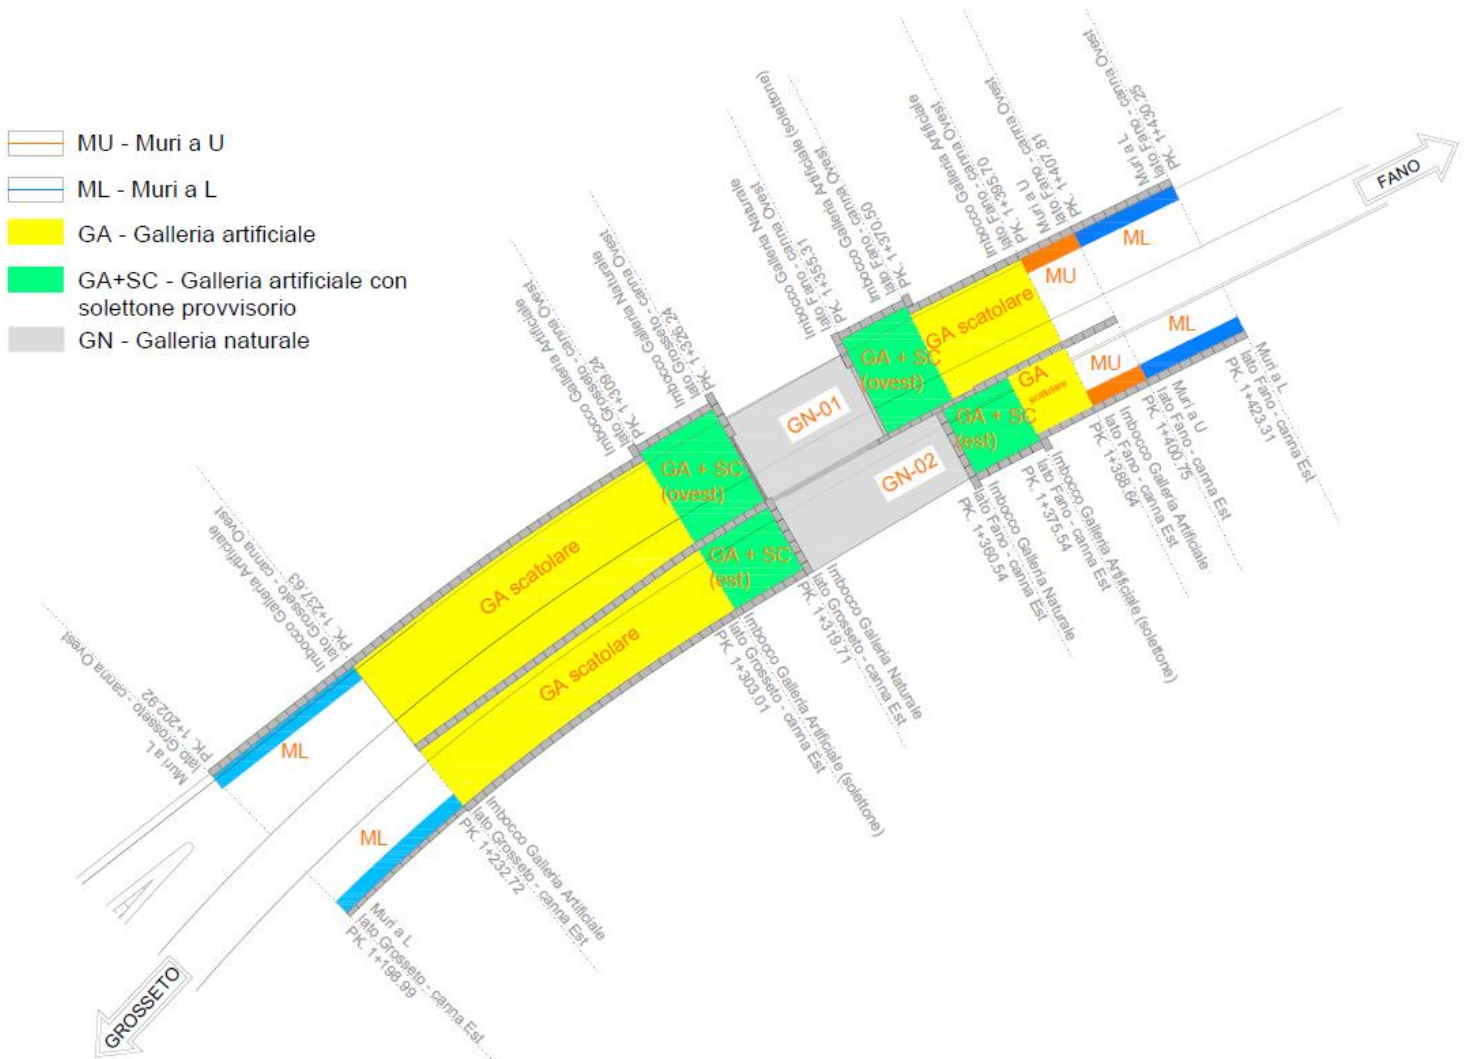 MU - Muri a U
ML - Muri a L
GA - Galleria artificiale
GA+SC - Galleria artificiale con
solettone provvisorio
GN - Galleria naturale
Muri a L
lato Grosseto - canna Ovest
PK. 1+202.92
Imbocco Galleria Artificiale
lato Grosseto - canna Ovest
PK. 1+237.63
Imbocco Galleria Artificiale
lato Grosseto - canna Ovest
PK. 1+309.24
Imbocco Galleria Naturale
lato Grosseto - canna Ovest
PK. 1+326.24
Imbocco Galleria Naturale
lato Fano - canna Ovest
PK. 1+355.31
Imbocco Galleria Artificiale (solettone)
lato Fano - canna Ovest
PK. 1+370.50
Imbocco Galleria Artificiale
lato Fano - canna Ovest
PK. 1+395.70
Muri a U
lato Fano - canna Ovest
PK. 1+407.81
Muri a L
lato Fano - canna Ovest
PK. 1+430.25
FANO
ML
MU
GA scatolare
GA + SC
(ovest)
GN-01
GA + SC
(ovest)
GA scatolare
ML
ML
MU
GA
scatolare
GA + SC
(est)
GN-02
GA + SC
(est)
GA scatolare
ML
GROSSETO
Muri a L
lato Grosseto - canna Est
PK. 1+198.99
Imbocco Galleria Artificiale
lato Grosseto - canna Est
PK. 1+232.72
Imbocco Galleria Artificiale (solettone)
lato Grosseto - canna Est
PK. 1+303.01
Imbocco Galleria Naturale
lato Grosseto - canna Est
PK. 1+319.71
Imbocco Galleria Naturale
lato Fano - canna Est
PK. 1+360.54
Imbocco Galleria Artificiale (solettone)
lato Fano - canna Est
PK. 1+375.54
Imbocco Galleria Artificiale
lato Fano - canna Est
PK. 1+388.64
Muri a U
lato Fano - canna Est
PK. 1+400.75
Muri a L
lato Fano - canna Est
PK. 1+423.31